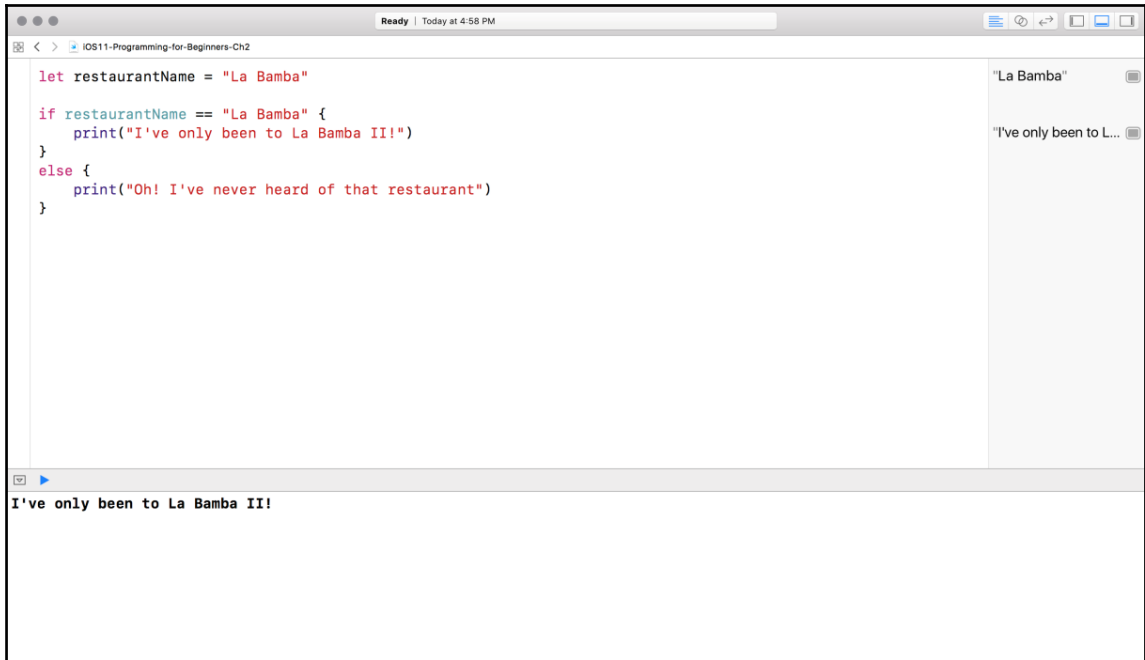 Ready | Today at 4:58 PM
iOS11-Programming-for-Beginners-Ch2
let restaurantName = "La Bamba"
"La Bamba"
if restaurantName == "La Bamba" {
print("I've only been to La Bamba II!")
"I've only been to L...
}
else {
print("Oh! I've never heard of that restaurant")
}
I've only been to La Bamba II!